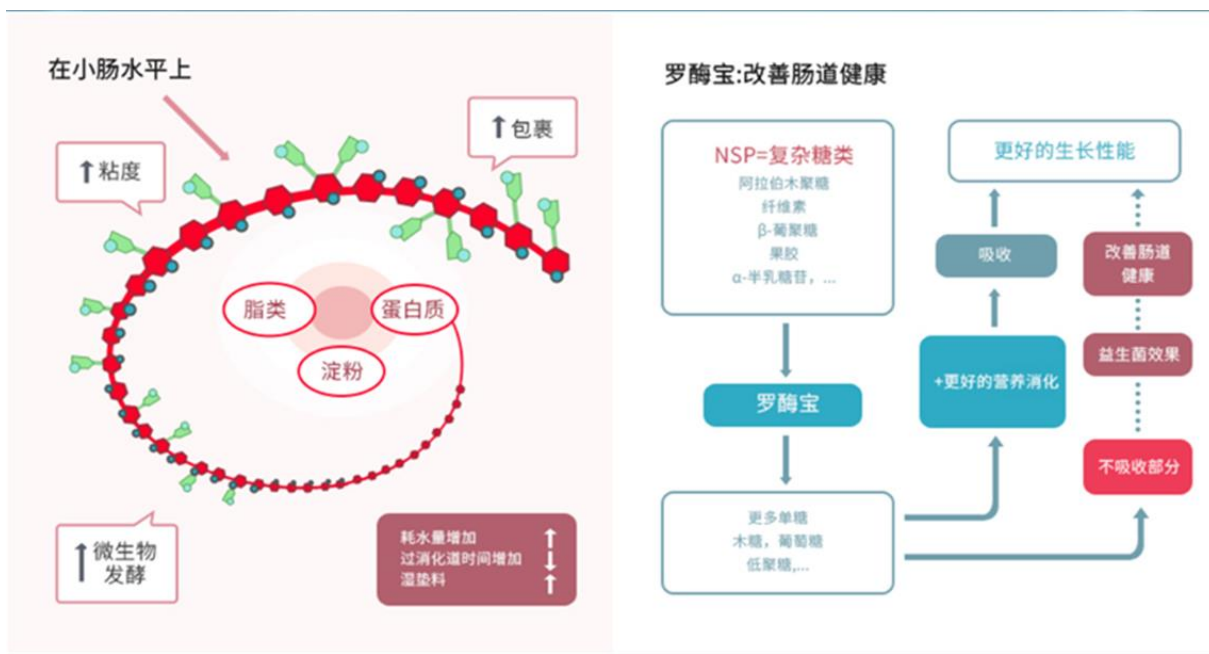 在小肠水平上
包裹
粘度
脂类
蛋白质
淀粉
微生物
发酵
耗水量增加
过消化道时间增加
湿垫料
罗酶宝:改善肠道健康
NSP=复杂糖类
阿拉伯木聚糖
纤维素
β-葡聚糖
果胶
α-半乳糖苷，...
罗酶宝
更多单糖
木糖，葡萄糖
低聚糖,...
更好的生长性能
吸收
+更好的营养消化
改善肠道
健康
益生菌效果
不吸收部分